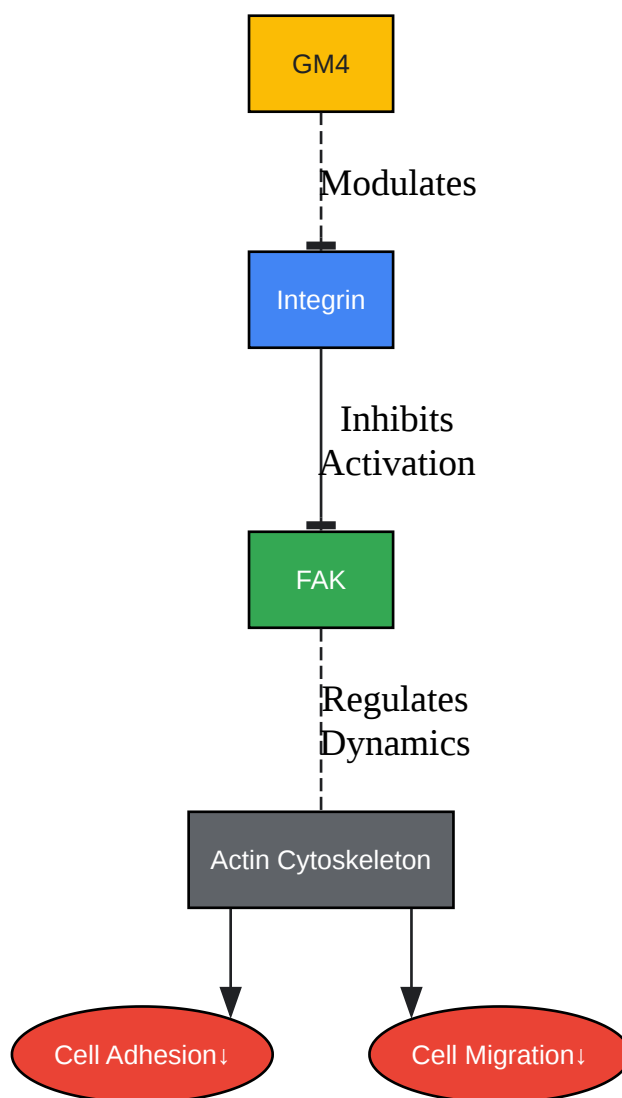 GM4
Modulates
Integrin
Inhibits
Activation
FAK
Regulates
Dynamics
Actin Cytoskeleton
Cell Adhesion↓
Cell Migration↓